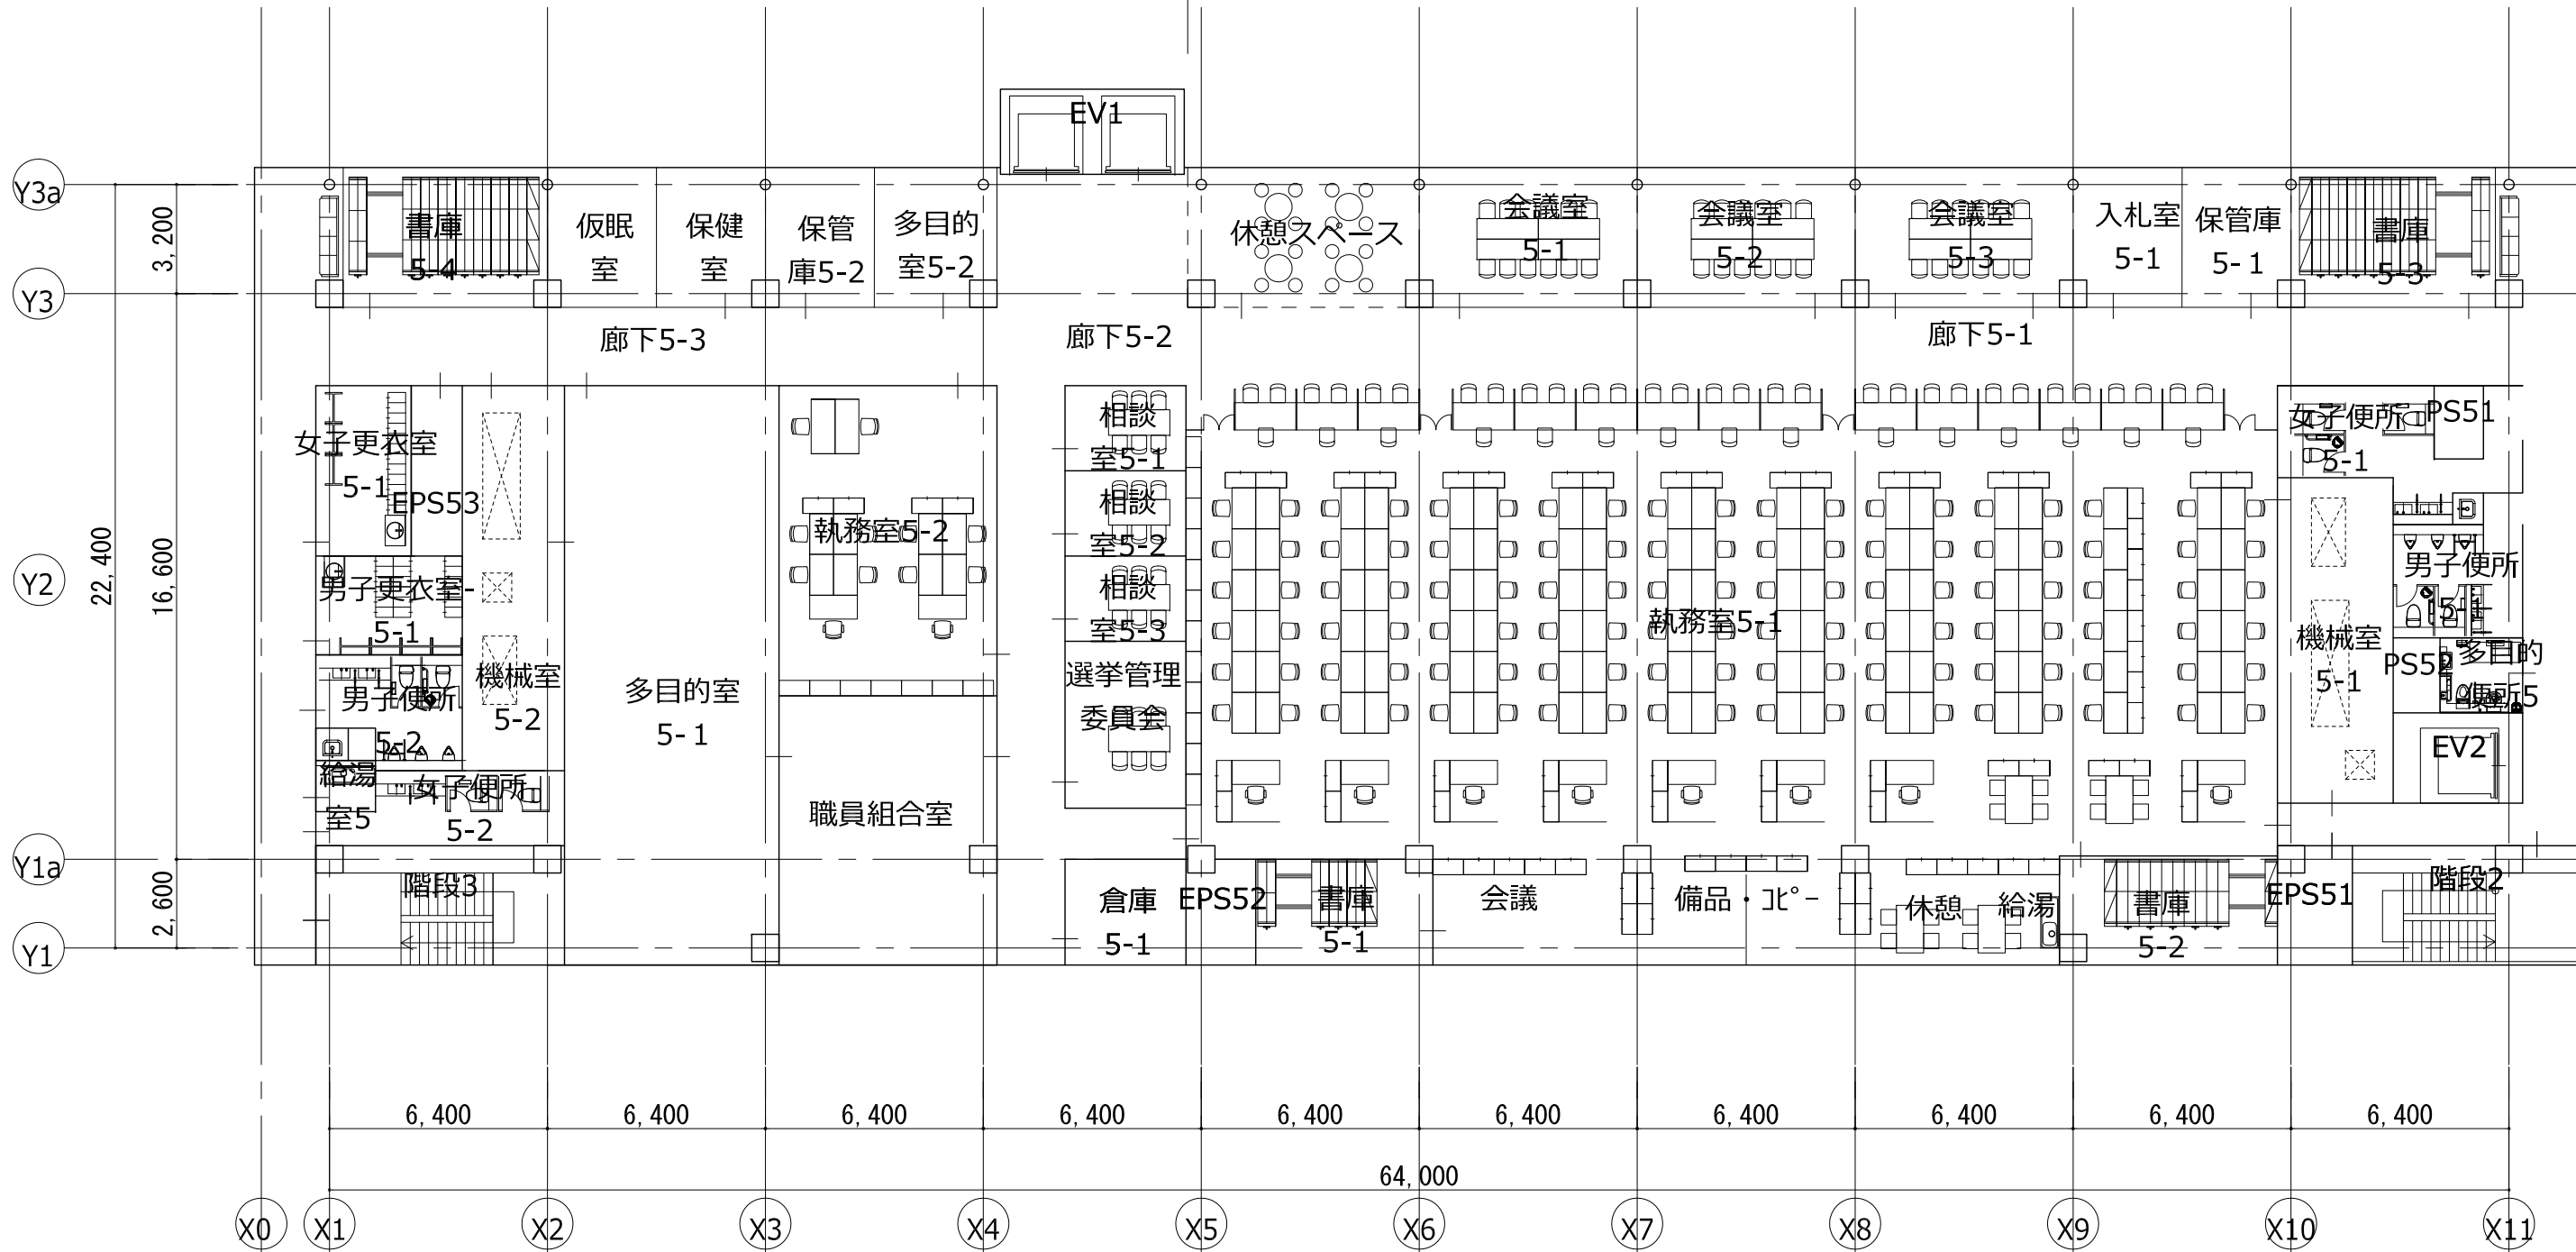 EV1
Y3a
3,200
書庫
5-4
仮眠
室
保健
室
保管
庫5-2
多目的
室5-2
休憩スペース
会議室
5-1
会議室
5-2
会議室
5-3
入札室
5-1
保管庫
5-1
書庫
5-3
Y3
廊下5-3
廊下5-2
廊下5-1
女子更衣室
5-1
EPS53
執務室5-2
相談
室5-1
相談
室5-2
相談
室5-3
選挙管理
委員会
執務室5-1
女子便所
5-1
PS51
男子便所
5-1
機械室
5-1
PS52
多目的
便所5
EV2
22,400
16,600
Y2
男子更衣室-
5-1
男子便所
5-2
機械室
5-2
多目的室
5-1
給湯
室5
女子便所
5-2
職員組合室
Y1a
2,600
階段3
倉庫
5-1
EPS52
書庫
5-1
会議
備品・コピー
休憩
給湯
書庫
5-2
EPS51
階段2
Y1
6,400
6,400
6,400
6,400
6,400
6,400
6,400
6,400
6,400
6,400
64,000
X0
X1
X2
X3
X4
X5
X6
X7
X8
X9
X10
X11